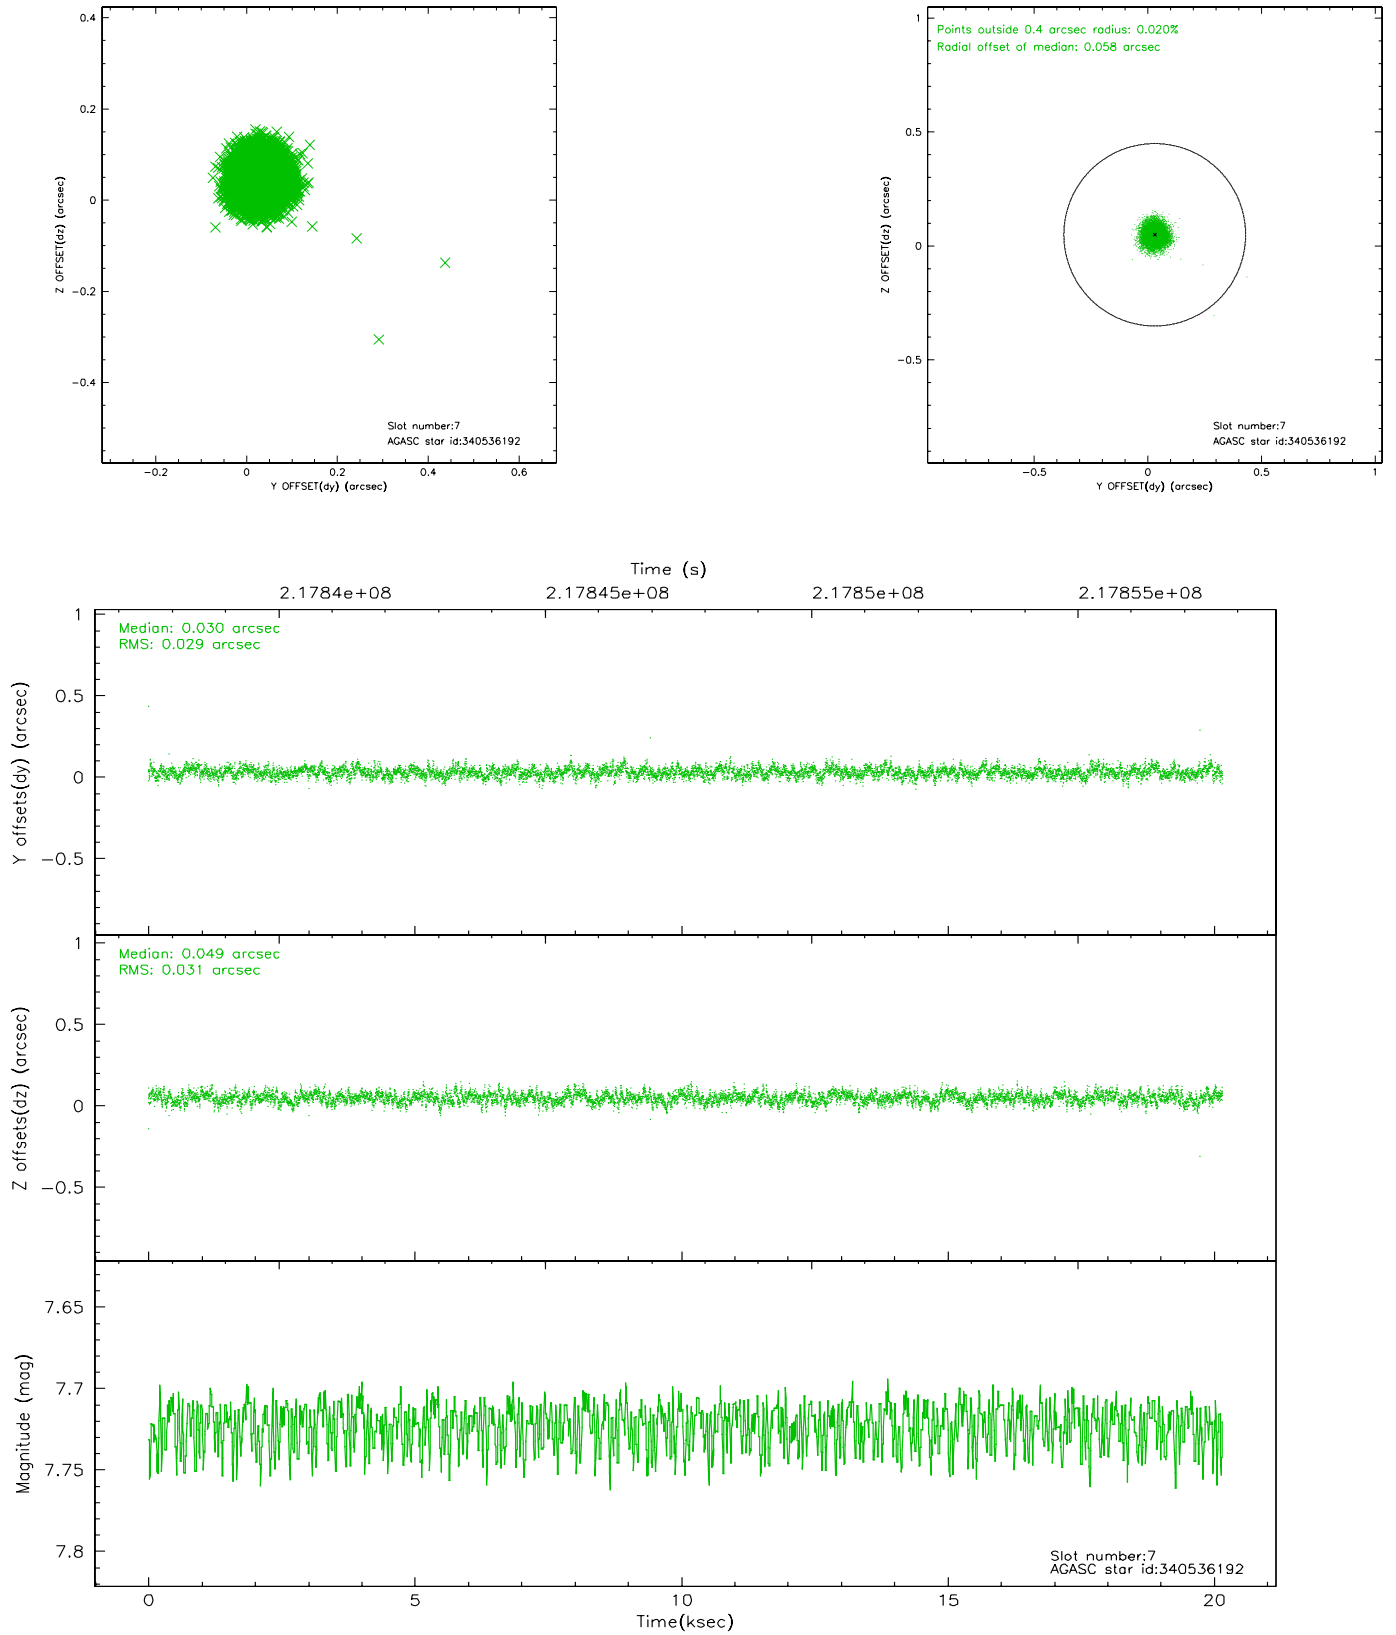 0.4
0.2
0
−0.2
−0.4
−0.2
0
0.2
0.4
0.6
Z OFFSET(dz) (arcsec)
Y OFFSET(dy) (arcsec)
Slot number:7
AGASC star id:340536192
Points outside 0.4 arcsec radius: 0.020%
Radial offset of median: 0.058 arcsec
1
0.5
0
−0.5
−0.5
0
0.5
1
Z OFFSET(dz) (arcsec)
Y OFFSET(dy) (arcsec)
Slot number:7
AGASC star id:340536192
Time (s)
2.1784e+08
2.17845e+08
2.1785e+08
2.17855e+08
Median: 0.030 arcsec
RMS: 0.029 arcsec
1
0.5
0
−0.5
Y offsets(dy) (arcsec)
Median: 0.049 arcsec
RMS: 0.031 arcsec
1
0.5
0
−0.5
Z offsets(dz) (arcsec)
7.65
7.7
7.75
7.8
Magnitude (mag)
Slot number:7
AGASC star id:340536192
0
5
10
15
20
Time(ksec)